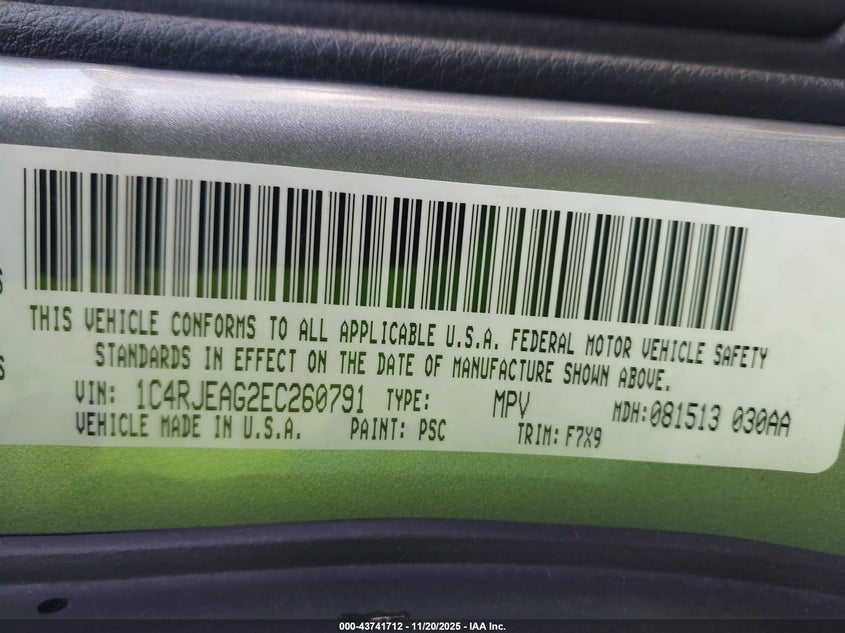 S
S
THIS VEHICLE CONFORMS TO ALL APPLICABLE U.S.A. FEDERAL MOTOR VEHICLE SAFETY
STANDARDS IN EFFECT ON THE DATE OF MANUFACTURE SHOWN ABOVE.
VIN: 1C4RJEAG2EC260791 TYPE: MPV MDH:081513 030AA
VEHICLE MADE IN U.S.A. PAINT: PSC TRIM: F7X9
000-43741712 - 11/20/2025 - IAA Inc.